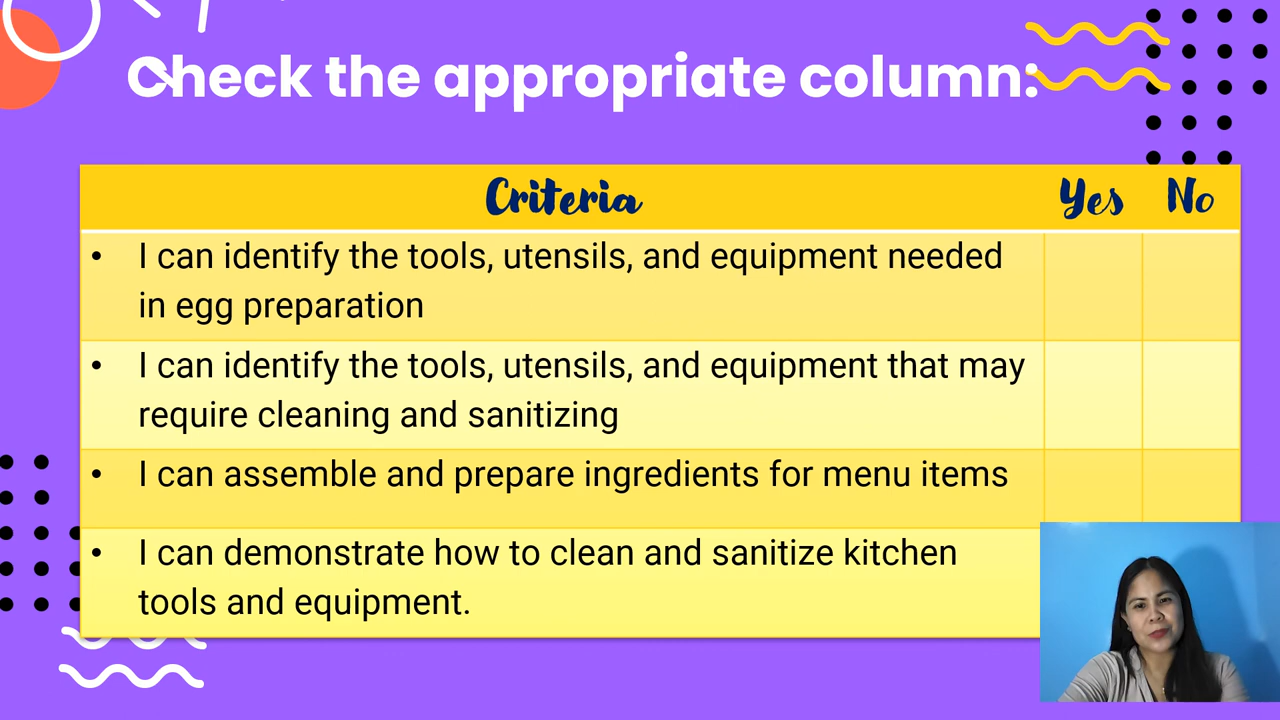 Check the appropriate column:
Criteria Yes No
• I can identify the tools, utensils, and equipment needed
in egg preparation
• I can identify the tools, utensils, and equipment that may
require cleaning and sanitizing
• I can assemble and prepare ingredients for menu items
• I can demonstrate how to clean and sanitize kitchen
tools and equipment.